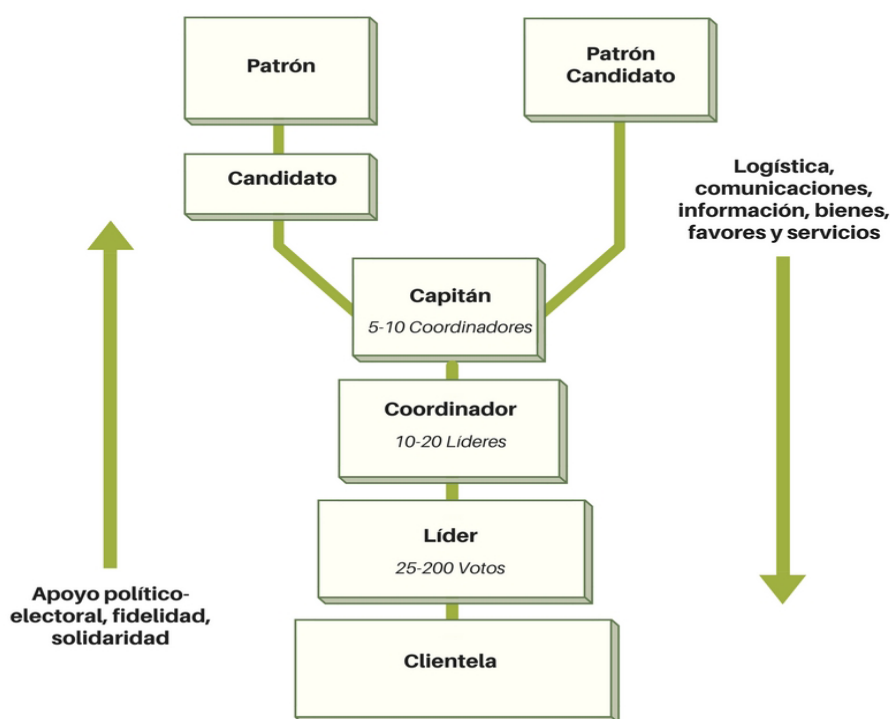 Patrón
Patrón
Candidato
Candidato
Logística,
comunicaciones,
información, bienes,
favores y servicios
Capitán
5-10 Coordinadores
Coordinador
10-20 Líderes
Líder
25-200 Votos
Apoyo político-
electoral, fidelidad,
solidaridad
Clientela